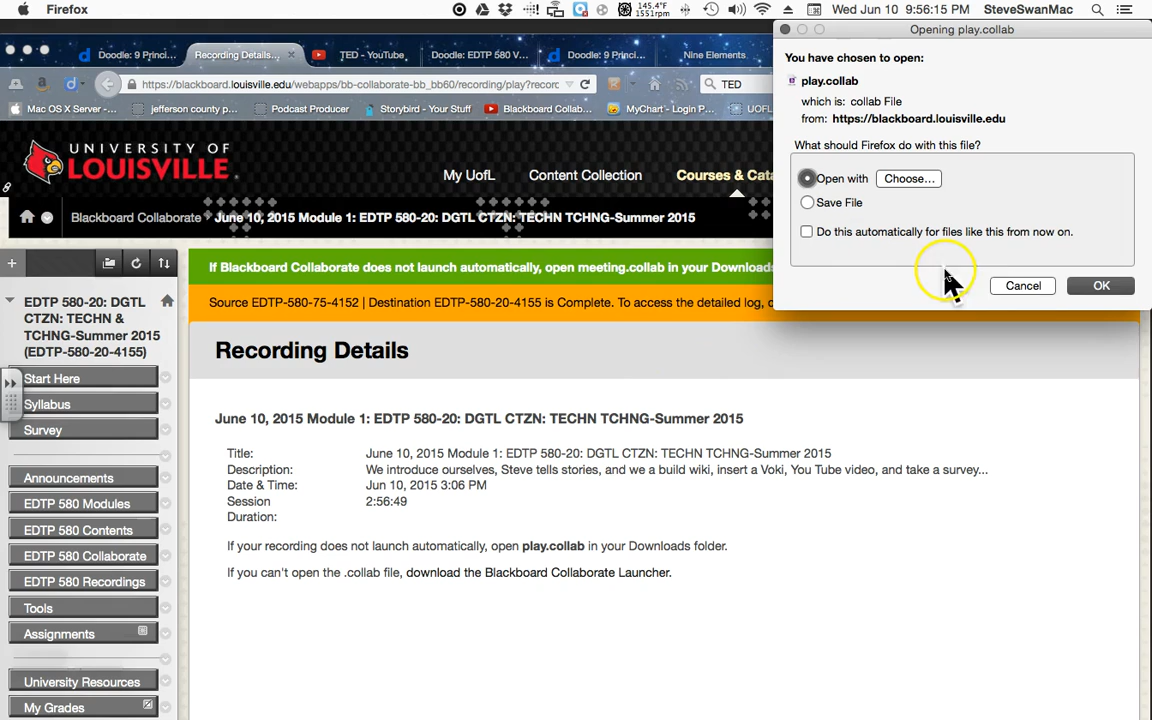 Firefox
145.4°F
1551rpm
Wed Jun 10 9:56:15 PM
SteveSwanMac
Doodle: 9 Princi...
Recording Details...
TED - YouTube
Doodle: 580 V...
Doodle: 9 Princi...
Nine Elements
https://blackboard.louisville.edu/webapps/bb-collaborate-bb_bb60/recording/play?recorc
TED
Mac OS X Server -...
jefferson county p...
Podcast Producer
Storybird - Your Stuff
Blackboard Collab...
MyChart - Login P...
UOFL
Opening play.collab
You have chosen to open:
play.collab
which is: collab File
from: https://blackboard.louisville.edu
What should Firefox do with this file?
Open with
Choose...
Save File
Do this automatically for files like this from now on.
Cancel
OK
UNIVERSITY OF
LOUISVILLE.
My UofL
Content Collection
Courses & Cata
Blackboard Collaborate
June 10, 2015 Module 1: EDTP 580-20: DGTL CTZN: TECHN TCHNG-Summer 2015
If Blackboard Collaborate does not launch automatically, open meeting.collab in your Downloads
Source EDTP-580-75-4152 | Destination EDTP-580-20-4155 is Complete. To access the detailed log, c
EDTP 580-20: DGTL
CTZN: TECHN &
TCHNG-Summer 2015
(EDTP-580-20-4155)
Start Here
Syllabus
Survey
Announcements
EDTP 580 Modules
EDTP 580 Contents
EDTP 580 Collaborate
EDTP 580 Recordings
Tools
Assignments
University Resources
My Grades
Recording Details
June 10, 2015 Module 1: EDTP 580-20: DGTL CTZN: TECHN TCHNG-Summer 2015
Title: June 10, 2015 Module 1: EDTP 580-20: DGTL CTZN: TECHN TCHNG-Summer 2015
Description: We introduce ourselves, Steve tells stories, and we a build wiki, insert a Voki, You Tube video, and take a survey...
Date & Time: Jun 10, 2015 3:06 PM
Session 2:56:49
Duration:
If your recording does not launch automatically, open play.collab in your Downloads folder.
If you can't open the .collab file, download the Blackboard Collaborate Launcher.